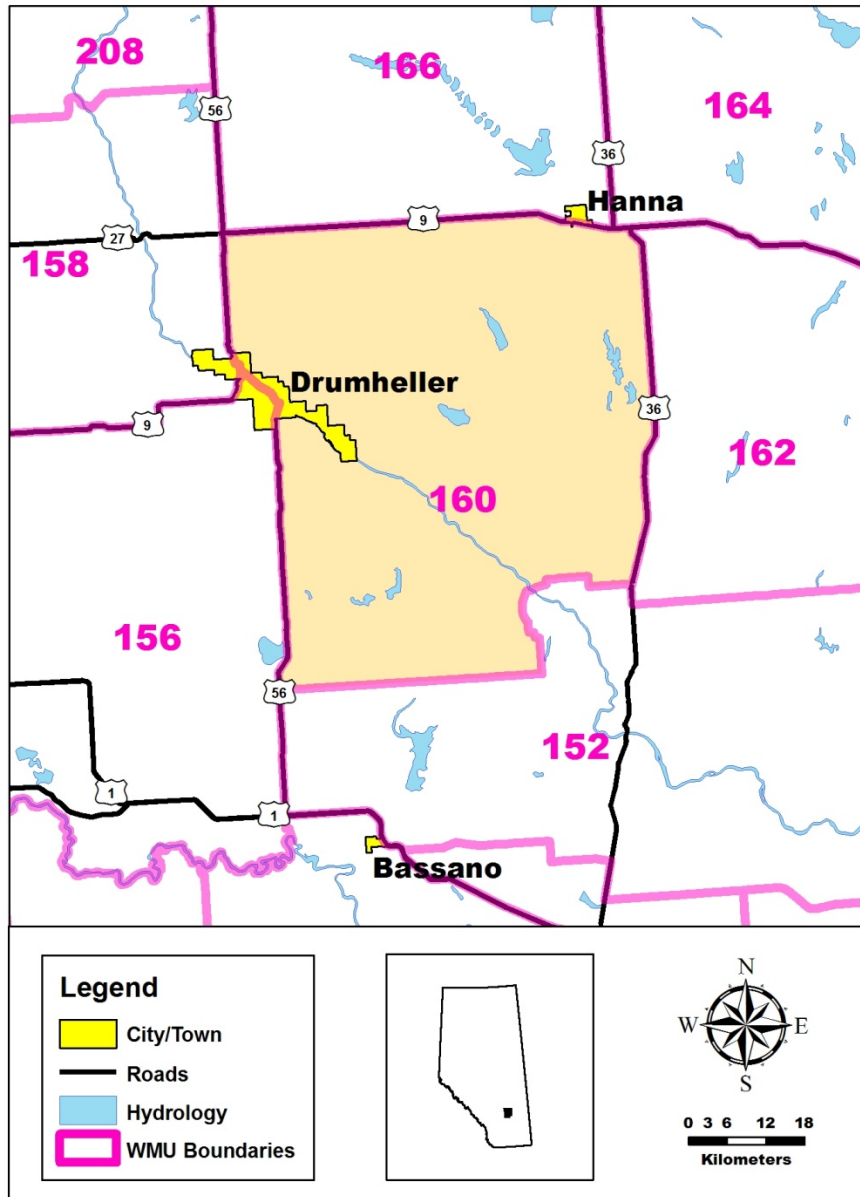 208
166
164
56
36
Hanna
9
27
158
Drumheller
36
9
162
160
156
56
152
1
1
Bassano
Legend
City/Town
Roads
Hydrology
WMU Boundaries
N
W E
S
0 3 6 12 18
Kilometers